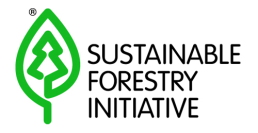 ®
SUSTAINABLE
FORESTRY
INITIATIVE